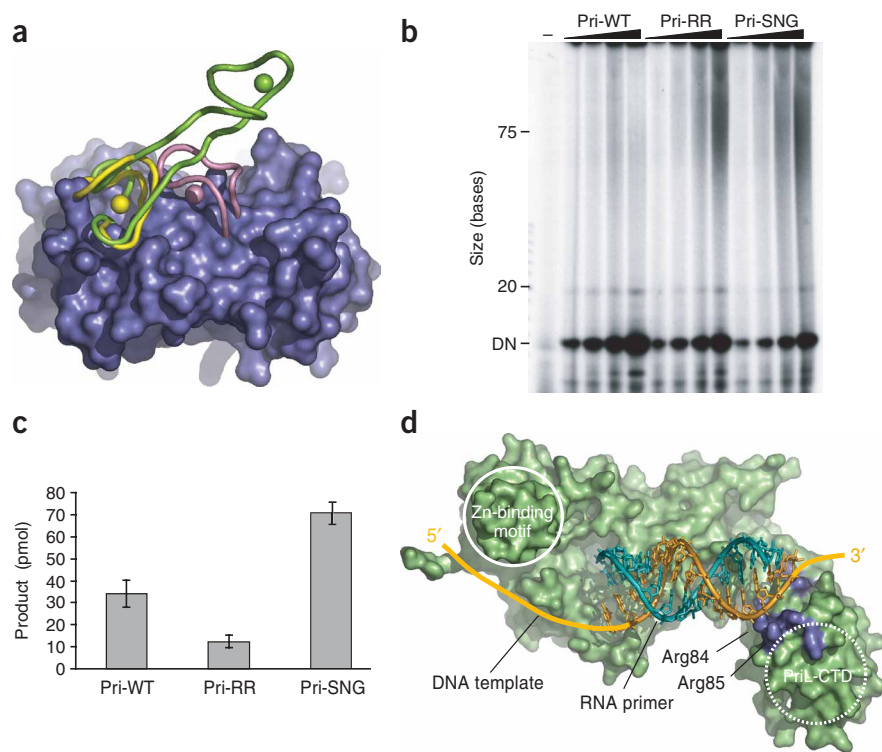 a
b
– Pri-WT Pri-RR Pri-SNG
75
20
DN
Size (bases)
c
Product (pmol)
80
70
60
50
40
30
20
10
0
Pri-WT Pri-RR Pri-SNG
d
Zn-binding
motif
5′
3′
Arg84
Arg85
DNA template
RNA primer
PriL-CTD